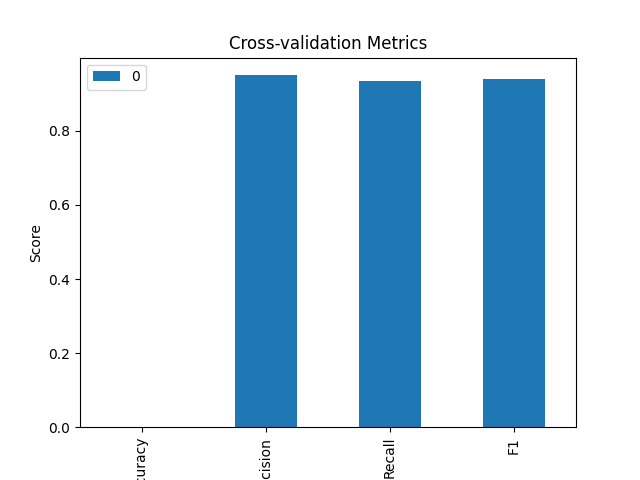 Cross-validation Metrics
0
0.8
0.6
0.4
0.2
0.0
Score
curacy
cision
Recall
F1